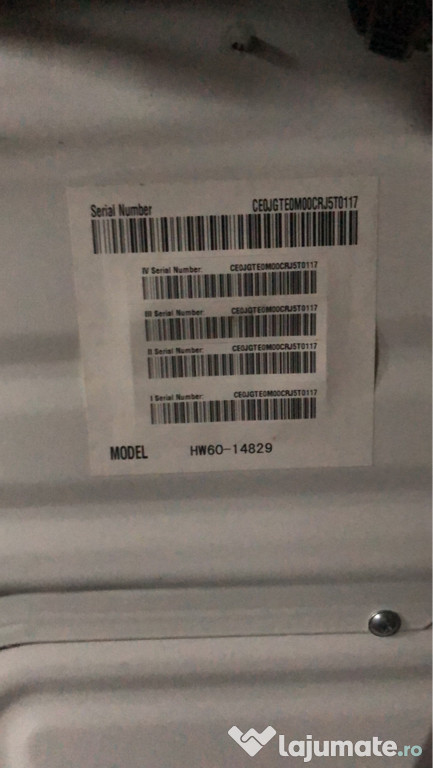 Serial Number CE0JGTE0M00CRJ5T0117
IV Serial Number: CE0JGTE0M00CRJ5T0117
III Serial Number: CE0JGTE0M00CRJ5T0117
II Serial Number: CE0JGTE0M00CRJ5T0117
I Serial Number: CE0JGTE0M00CRJ5T0117
MODEL HW60-14829
lajumate.ro